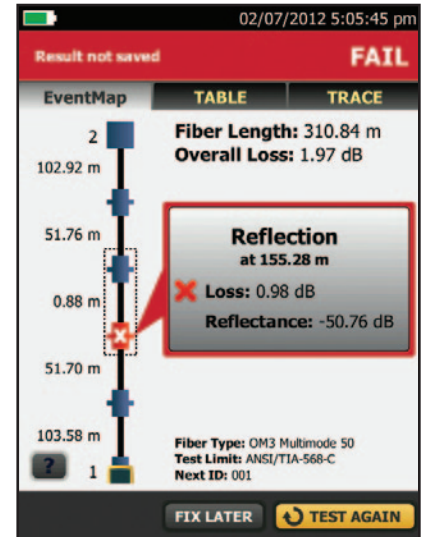 02/07/2012 5:05:45 pm
Result not saved FAIL
EventMap TABLE TRACE
2
102.92 m
51.76 m
0.88 m
51.70 m
103.58 m
? 1
Fiber Length: 310.84 m
Overall Loss: 1.97 dB
Reflection
at 155.28 m
Loss: 0.98 dB
Reflectance: -50.76 dB
Fiber Type: OM3 Multimode 50
Test Limit: ANSI/TIA-568-C
Next ID: 001
FIX LATER TEST AGAIN